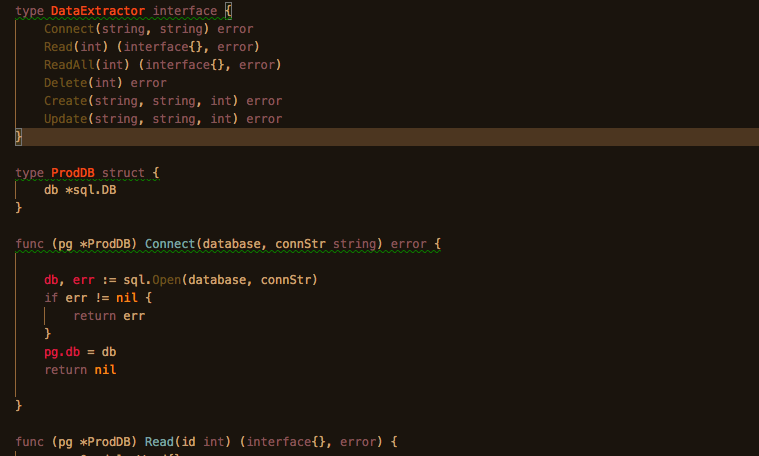 type DataExtractor interface {
    Connect(string, string) error
    Read(int) (interface{}, error)
    ReadAll(int) (interface{}, error)
    Delete(int) error
    Create(string, string, int) error
    Update(string, string, int) error
}
type ProdDB struct {
    db *sql.DB
}
func (pg *ProdDB) Connect(database, connStr string) error {
    db, err := sql.Open(database, connStr)
    if err != nil {
        return err
    }
    pg.db = db
    return nil
}
func (pg *ProdDB) Read(id int) (interface{}, error) {